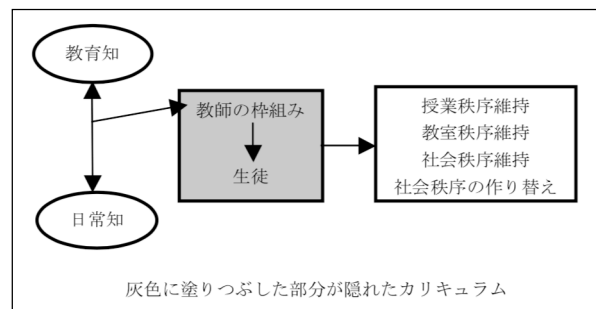 教育知
教師の枠組み
生徒
日常知
授業秩序維持
教室秩序維持
社会秩序維持
社会秩序の作り替え
灰色に塗りつぶした部分が隠れたカリキュラム